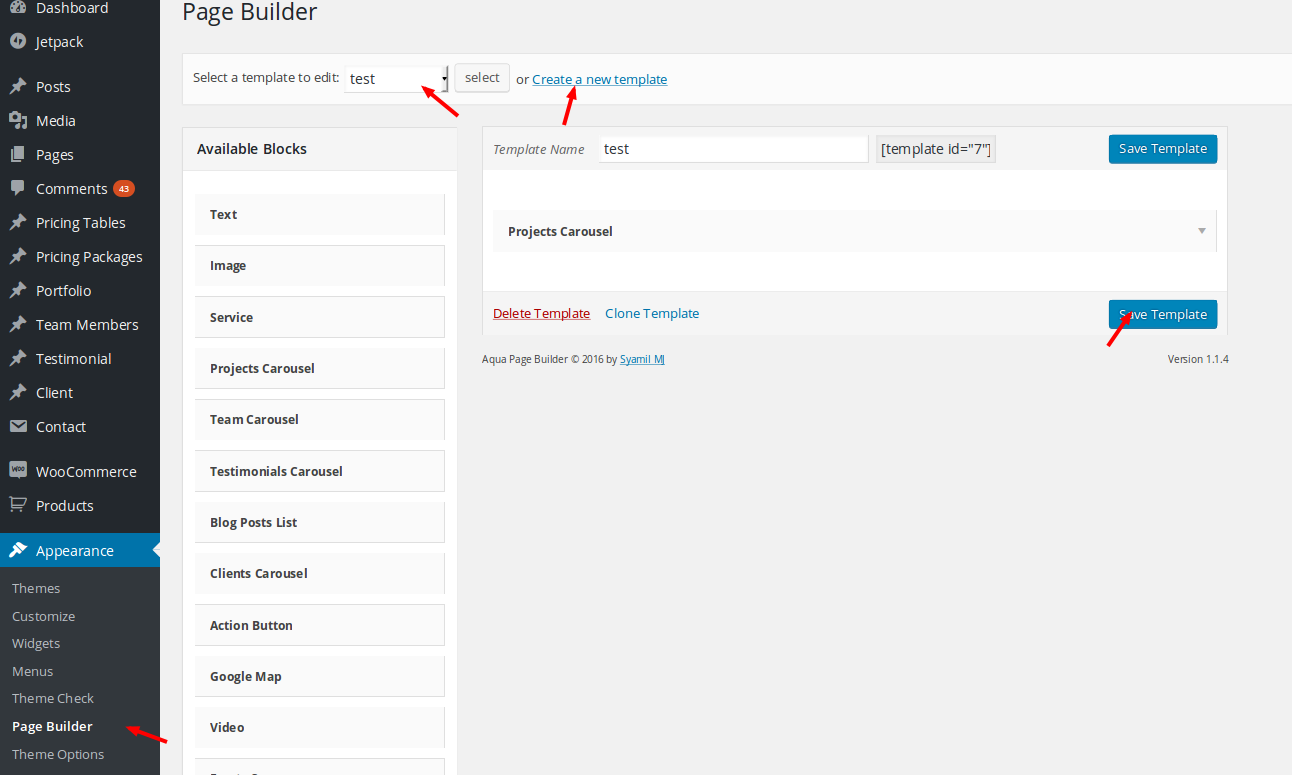 Dashboard
Jetpack
Posts
Media
Pages
Comments 43
Pricing Tables
Pricing Packages
Portfolio
Team Members
Testimonial
Client
Contact
WooCommerce
Products
Appearance
Themes
Customize
Widgets
Menus
Theme Check
Page Builder
Theme Options
Page Builder
Select a template to edit: test select or Create a new template
Available Blocks
Text
Image
Service
Projects Carousel
Team Carousel
Testimonials Carousel
Blog Posts List
Clients Carousel
Action Button
Google Map
Video
Template Name test [template id="7"] Save Template
Projects Carousel
Delete Template Clone Template Save Template
Aqua Page Builder © 2016 by Syamil MJ Version 1.1.4